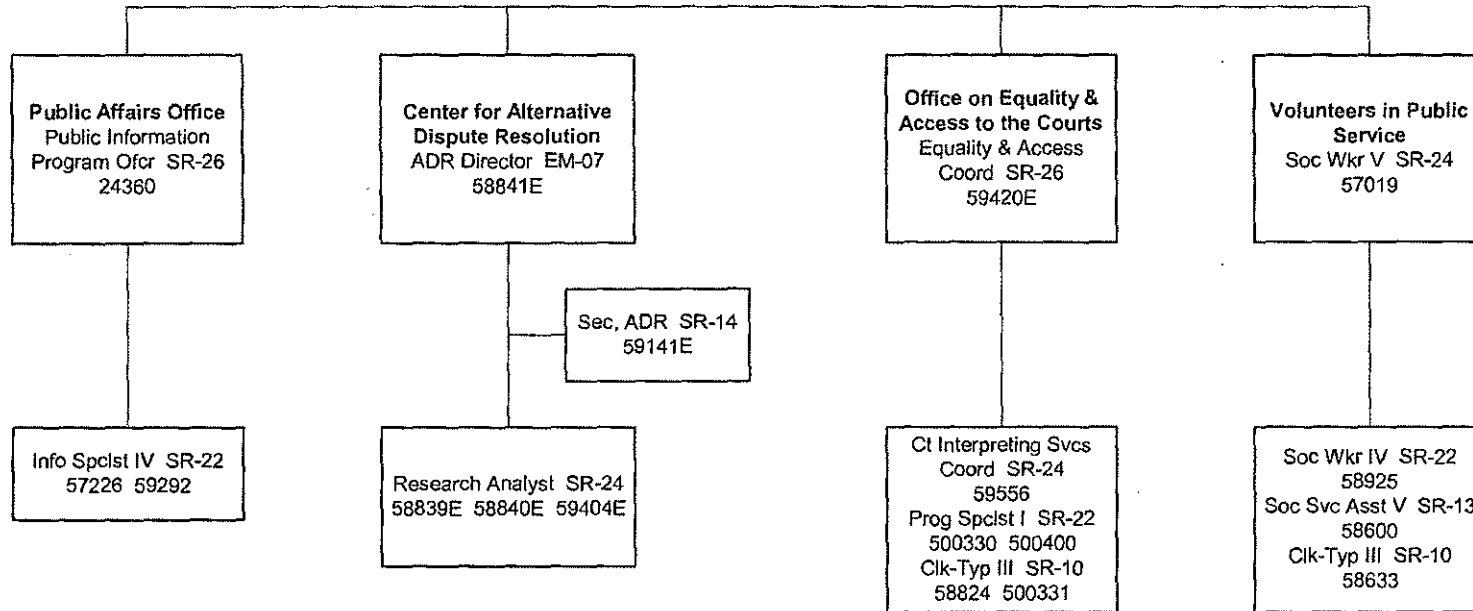 Public Affairs Office
Public Information
Program Ofcr SR-26
24360
Center for Alternative
Dispute Resolution
ADR Director EM-07
58841E
Office on Equality &
Access to the Courts
Equality & Access
Coord SR-26
59420E
Volunteers in Public
Service
Soc Wkr V SR-24
57019
Sec, ADR SR-14
59141E
Info Spclst IV SR-22
57226 59292
Research Analyst SR-24
58839E 58840E 59404E
Ct Interpreting Svcs
Coord SR-24
59556
Prog Spclst I SR-22
500330 500400
Clk-Typ III SR-10
58824 500331
Soc Wkr IV SR-22
58925
Soc Svc Asst V SR-13
58600
Clk-Typ III SR-10
58633